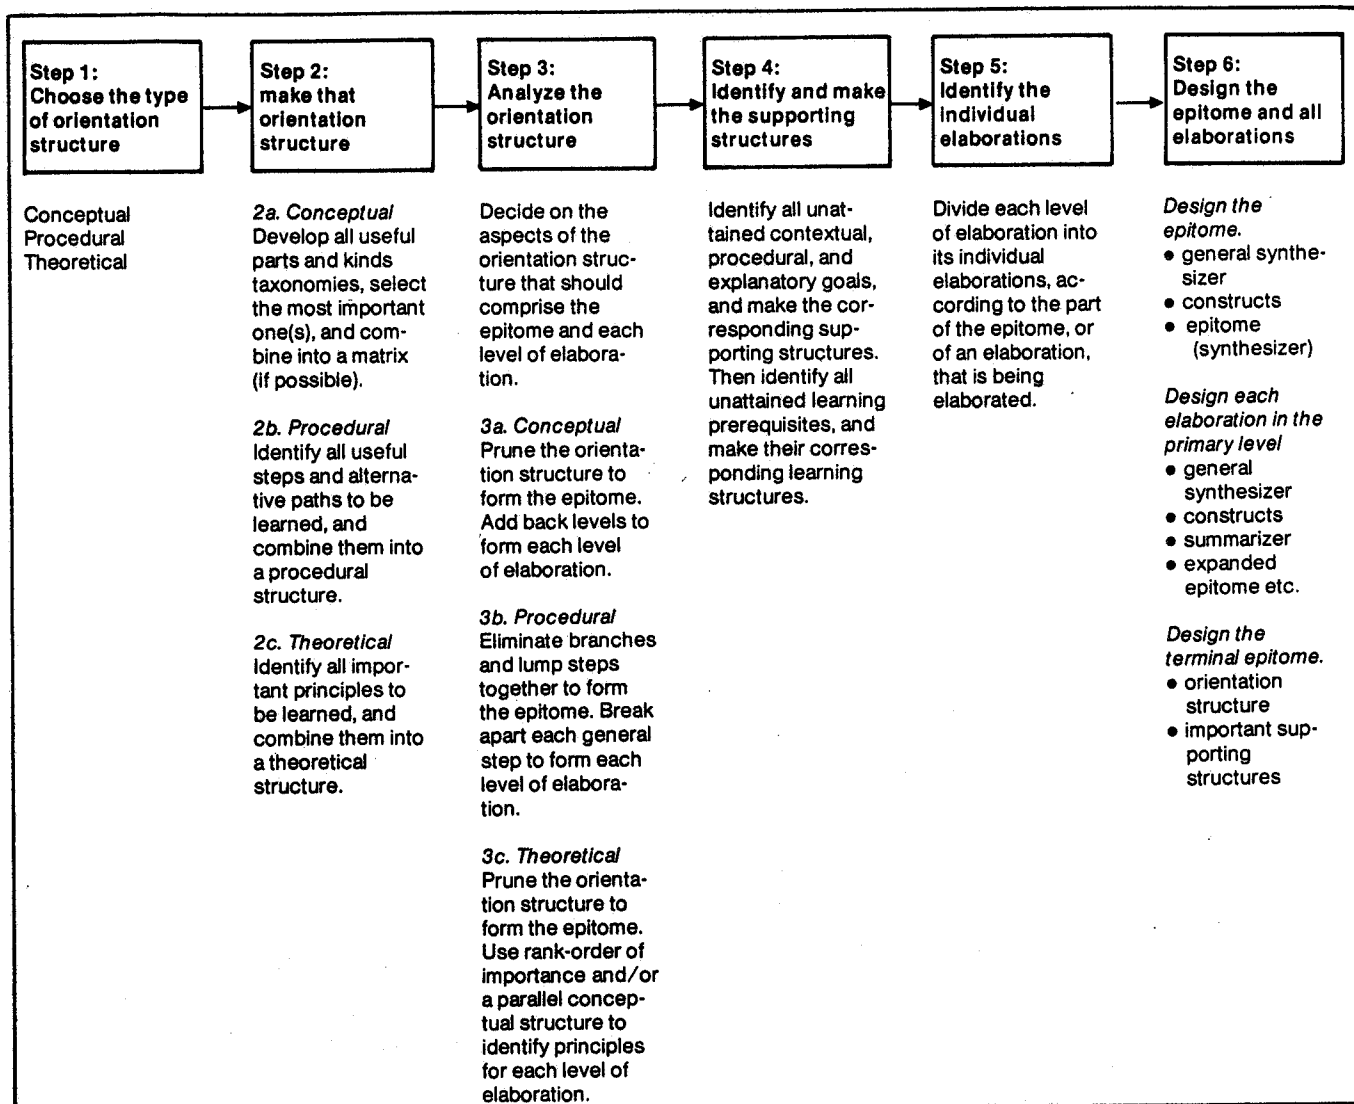 Step 1:
Choose the type
of orientation
structure
Step 2:
make that
orientation
structure
Step 3:
Analyze the
orientation
structure
Step 4:
Identify and make
the supporting
structures
Step 5:
Identify the
individual
elaborations
Step 6:
Design the
epitome and all
elaborations
Conceptual
Procedural
Theoretical
2a. Conceptual
Develop all useful
parts and kinds
taxonomies, select
the most important
one(s), and com-
bine into a matrix
(if possible).
2b. Procedural
Identify all useful
steps and alterna-
tive paths to be
learned, and
combine them into
a procedural
structure.
2c. Theoretical
Identify all impor-
tant principles to
be learned, and
combine them into
a theoretical
structure.
Decide on the
aspects of the
orientation struc-
ture that should
comprise the
epitome and each
level of elabora-
tion.
3a. Conceptual
Prune the orienta-
tion structure to
form the epitome.
Add back levels to
form each level
of elaboration.
3b. Procedural
Eliminate branches
and lump steps
together to form
the epitome. Break
apart each general
step to form each
level of elabora-
tion.
3c. Theoretical
Prune the orienta-
tion structure to
form the epitome.
Use rank-order of
importance and/or
a parallel concep-
tual structure to
identify principles
for each level of
elaboration.
Identify all unat-
tained contextual,
procedural, and
explanatory goals,
and make the cor-
responding sup-
porting structures.
Then identify all
unattained learning
prerequisites, and
make their corres-
ponding learning
structures.
Divide each level
of elaboration into
its individual
elaborations, ac-
cording to the part
of the epitome, or
of an elaboration,
that is being
elaborated.
Design the
epitome.
• general synthe-
sizer
• constructs
• epitome
(synthesizer)
Design each
elaboration in the
primary level
• general
synthesizer
• constructs
• summarizer
• expanded
epitome etc.
Design the
terminal epitome.
• orientation
structure
• important sup-
porting
structures